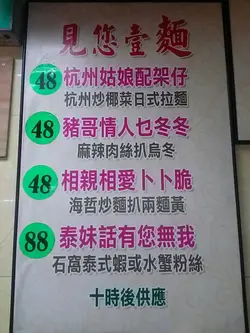 見您壹麵
48 杭州姑娘配架仔
杭州炒椰菜日式拉麵
48 豬哥情人乜冬冬
麻辣肉絲扒烏冬
48 相親相愛卜卜脆
海哲炒麵扒兩麵黃
88 泰妹話有您無我
石窩泰式蝦或水蟹粉絲
十時後供應